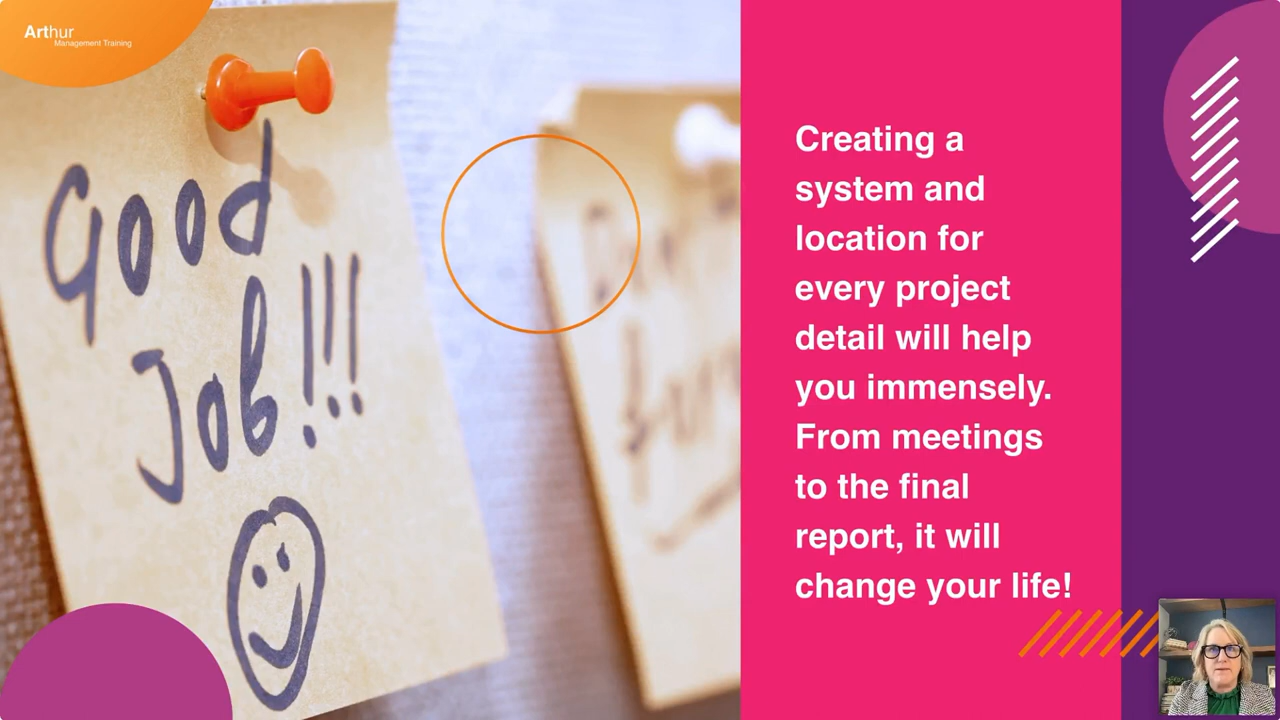 Arthur
Management Training
Good
Job!!!
Creating a
system and
location for
every project
detail will help
you immensely.
From meetings
to the final
report, it will
change your life!